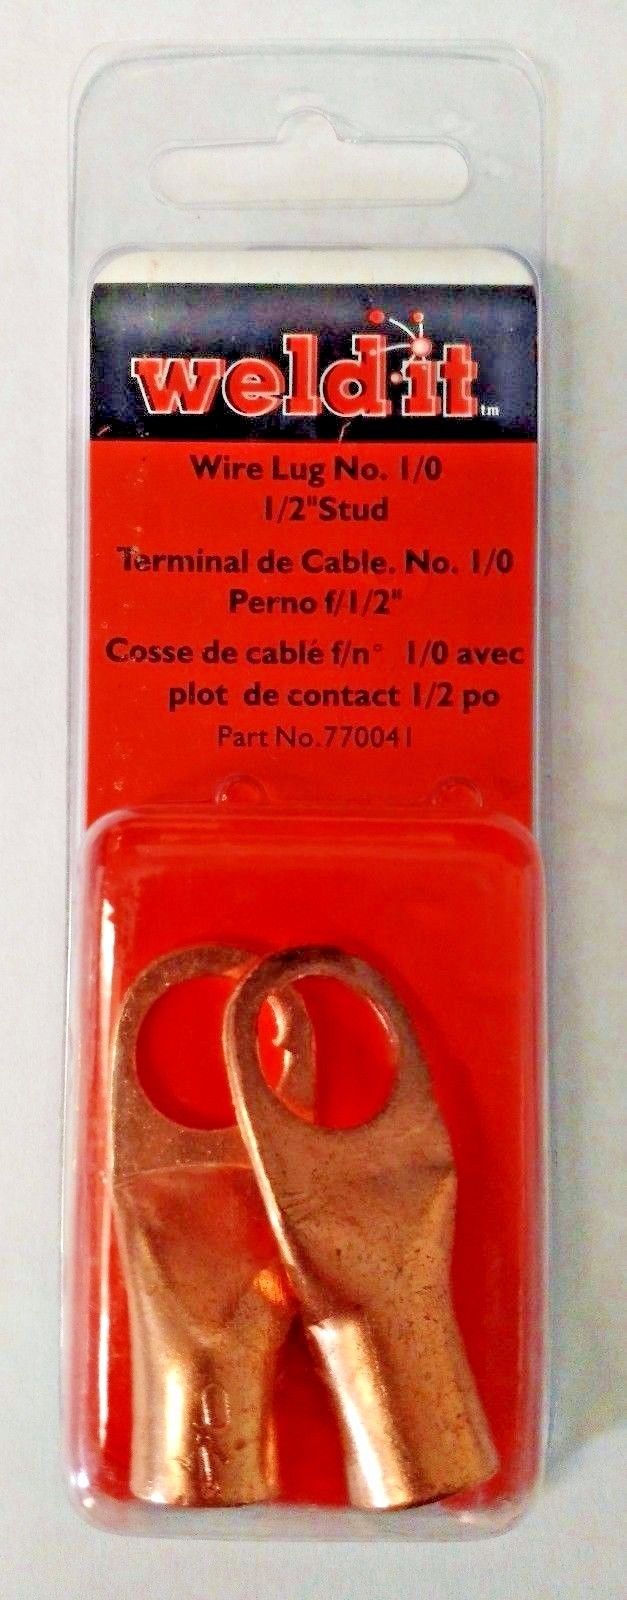 weld·it tm
Wire Lug No. 1/0
1/2"Stud
Terminal de Cable. No. 1/0
Perno f/1/2"
Cosse de cablé f/n° 1/0 avec
plot de contact 1/2 po
Part No.770041